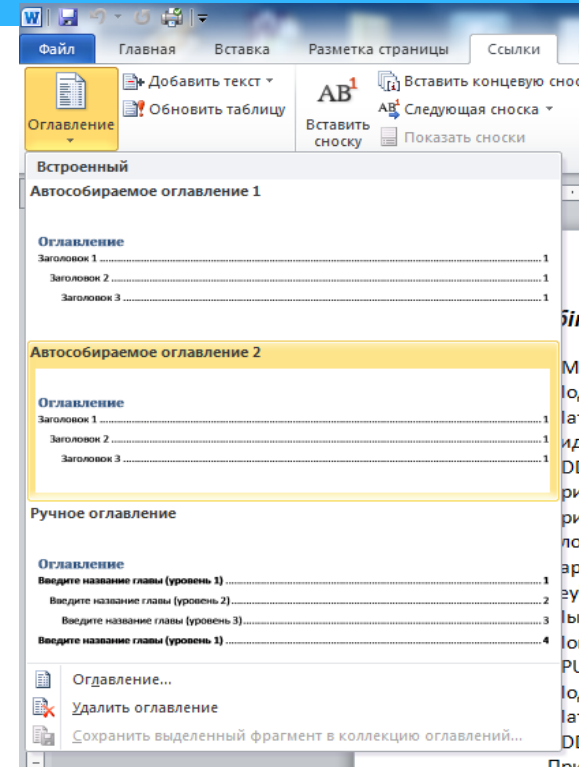 W
Файл Главная Вставка Разметка страницы Ссылки
Оглавление
Добавить текст
Обновить таблицу
AB1
Вставить сноску
Вставить концевую снос
AB1 Следующая сноска
Показать сноски
Встроенный
Автособираемое оглавление 1
Оглавление
Заголовок 1 ... 1
Заголовок 2 ... 1
Заголовок 3 ... 1
Автособираемое оглавление 2
Оглавление
Заголовок 1 ... 1
Заголовок 2 ... 1
Заголовок 3 ... 1
Ручное оглавление
Оглавление
Введите название главы (уровень 1) ... 1
Введите название главы (уровень 2) ... 2
Введите название главы (уровень 3) ... 3
Введите название главы (уровень 1) ... 4
Оглавление...
Удалить оглавление
Сохранить выделенный фрагмент в коллекцию оглавлений...